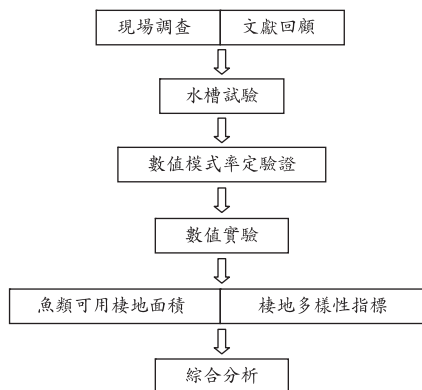 現場調查 文獻回顧
水槽試驗
數值模式率定驗證
數值實驗
魚類可用棲地面積 棲地多樣性指標
綜合分析